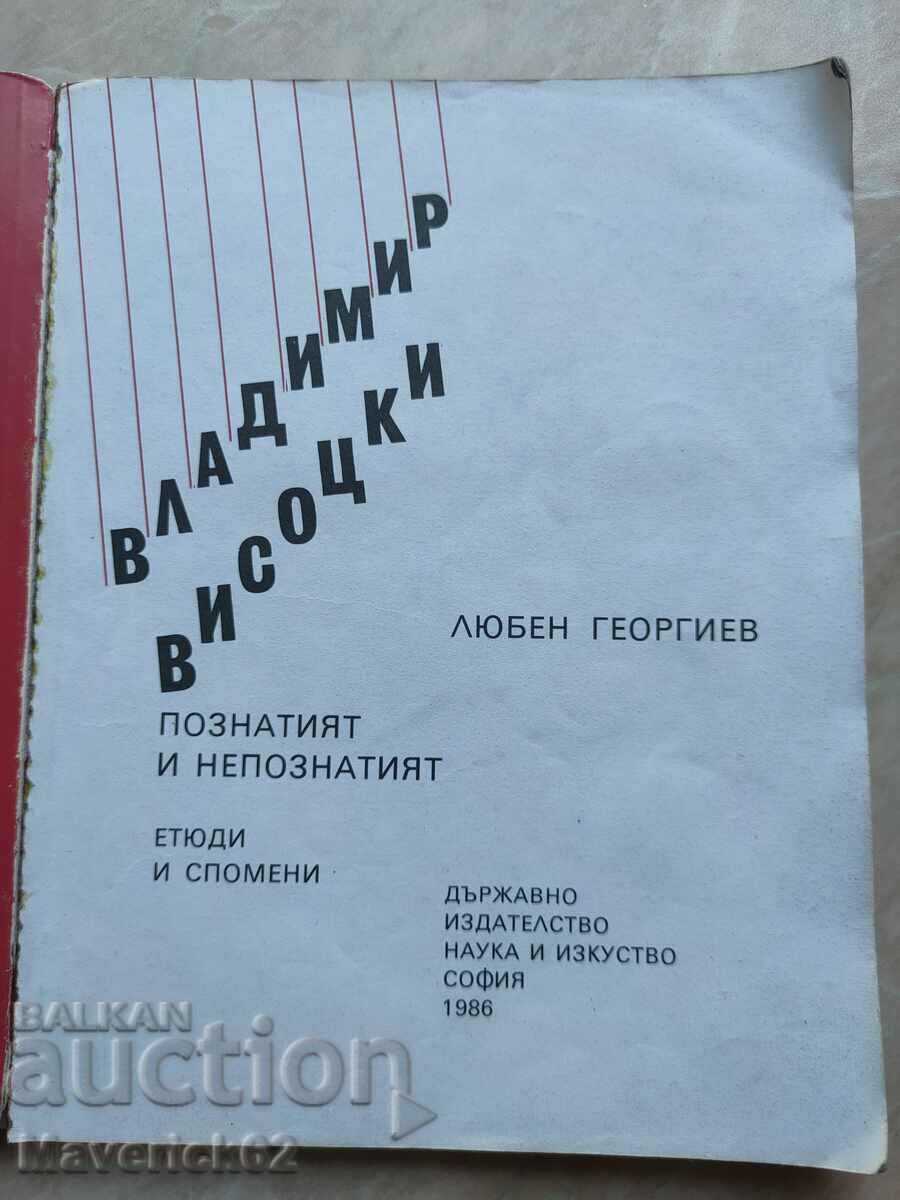 ВЛАДИМИР
ВИСОЦКИ
ЛЮБЕН ГЕОРГИЕВ
ПОЗНАТИЯТ
И НЕПОЗНАТИЯТ
ЕТЮДИ
И СПОМЕНИ
ДЪРЖАВНО
ИЗДАТЕЛСТВО
НАУКА И ИЗКУСТВО
СОФИЯ
1986
BALKAN
auction
Maverick62